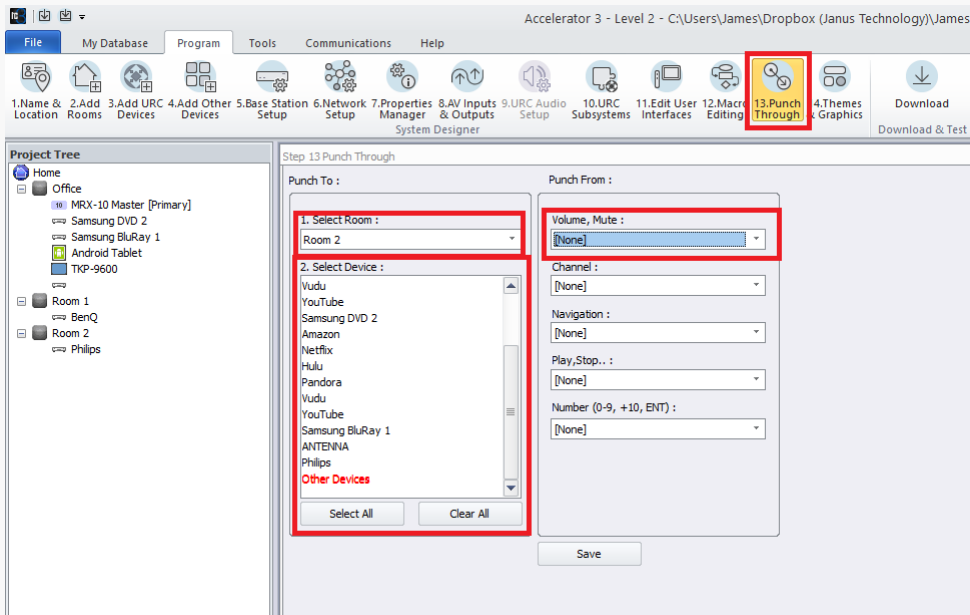 Accelerator 3 - Level 2 - C:\Users\James\Dropbox (Janus Technology)\James
File My Database Program Tools Communications Help
1.Name & Location
2.Add Rooms
3.Add URC Devices
4.Add Other Devices
5.Base Station Setup
6.Network Setup
7.Properties Manager
8.AV Inputs & Outputs
9.URC Audio Setup
10.URC Subsystems
11.Edit User Interfaces
12.Macro Editing
13.Punch Through
4.Themes & Graphics
Download
System Designer
Download & Test
Project Tree
Home
Office
10 MRX-10 Master [Primary]
Samsung DVD 2
Samsung BluRay 1
Android Tablet
TKP-9600
Room 1
BenQ
Room 2
Philips
Step 13 Punch Through
Punch To :
1. Select Room :
Room 2
2. Select Device :
Vudu
YouTube
Samsung DVD 2
Amazon
Netflix
Hulu
Pandora
Vudu
YouTube
Samsung BluRay 1
ANTENNA
Philips
Other Devices
Select All Clear All
Punch From :
Volume, Mute :
[None]
Channel :
[None]
Navigation :
[None]
Play,Stop.. :
[None]
Number (0-9, +10, ENT) :
[None]
Save